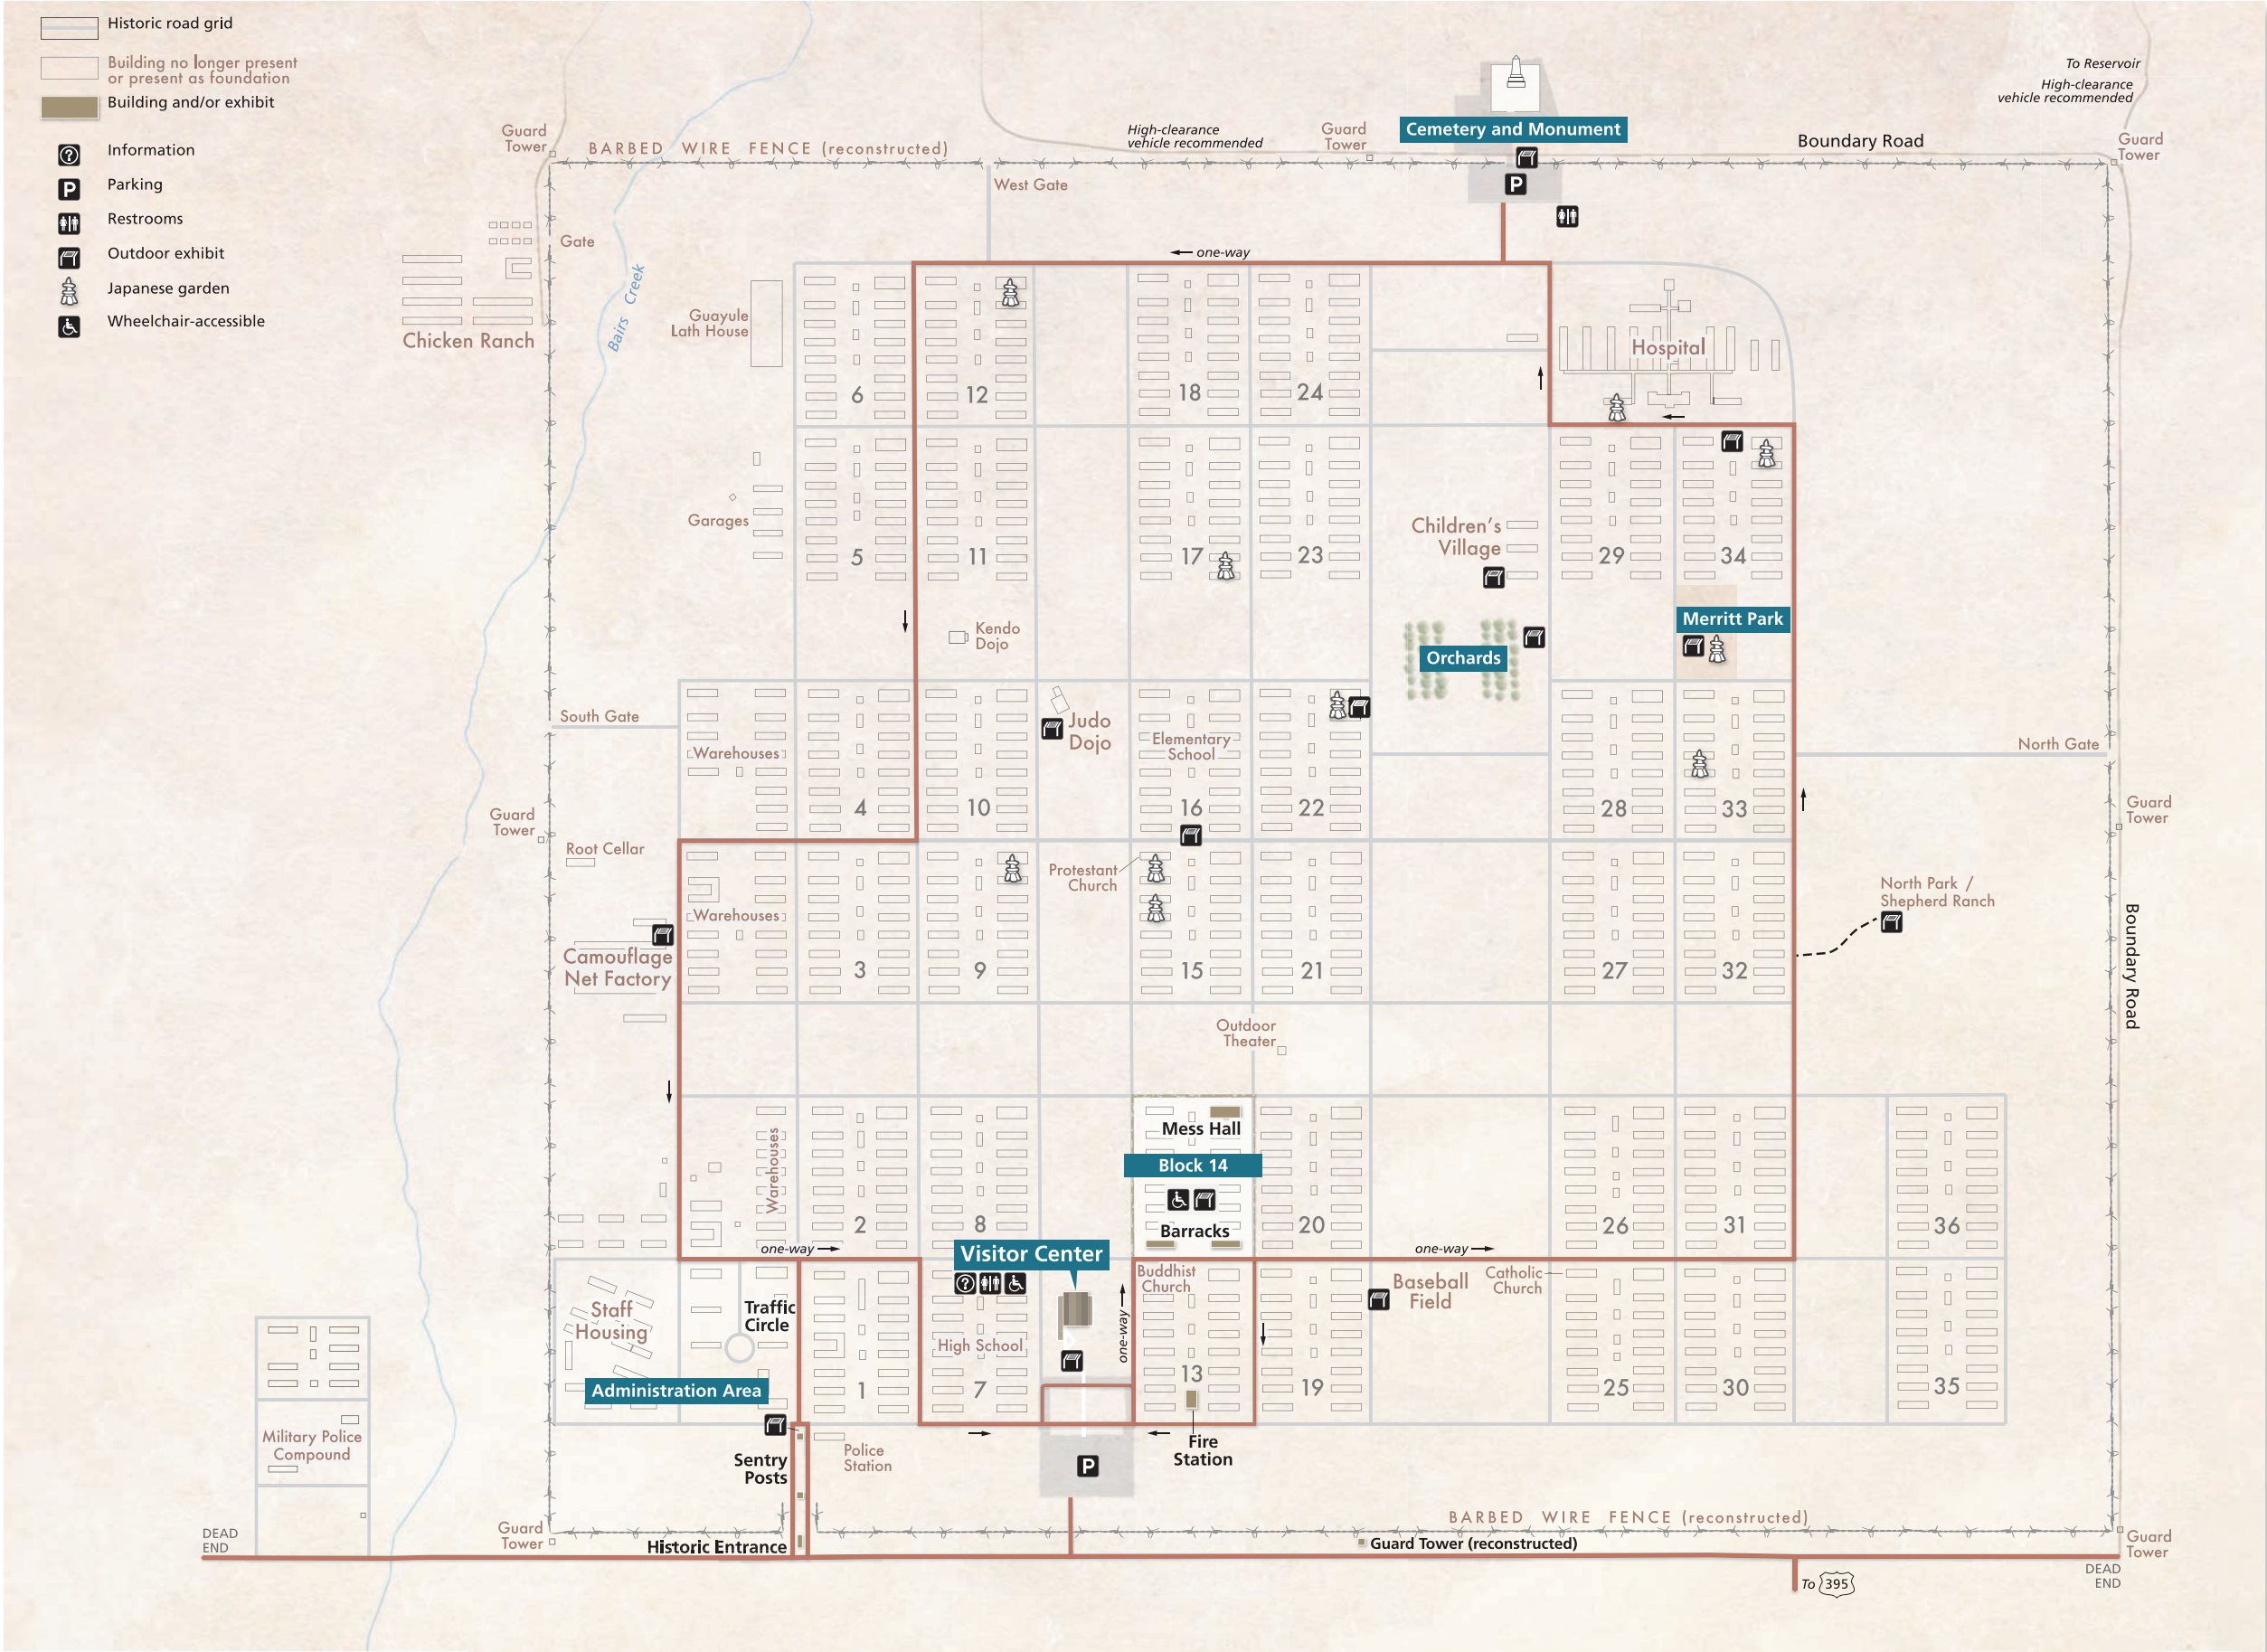 Historic road grid
Building no longer present
or present as foundation
Building and/or exhibit
Information
P
Parking
Restrooms
Outdoor exhibit
Japanese garden
Wheelchair-accessible
To Reservoir
High-clearance
vehicle recommended
Guard
Tower
BARBED WIRE FENCE (reconstructed)
High-clearance
vehicle recommended
Guard
Tower
Cemetery and Monument
Boundary Road
Guard
Tower
West Gate
P
Gate
one-way
Bairs Creek
Chicken Ranch
Guayule
Lath House
Hospital
6
12
18
24
Garages
Children's
Village
5
11
17
23
29
34
Kendo
Dojo
Merritt Park
Orchards
South Gate
Warehouses
Judo
Dojo
Elementary
School
North Gate
4
10
16
22
28
33
Guard
Tower
Guard
Tower
Root Cellar
Protestant
Church
Warehouses
North Park /
Shepherd Ranch
Camouflage
Net Factory
3
9
15
21
27
32
Boundary Road
Outdoor
Theater
Mess Hall
Warehouses
Block 14
Barracks
2
8
20
26
31
36
one-way
Visitor Center
one-way
?
Buddhist
Church
Catholic
Church
Baseball
Field
Staff
Housing
Traffic
Circle
one-way
High School
Administration Area
1
7
13
19
25
30
35
Military Police
Compound
Sentry
Posts
Police
Station
P
Fire
Station
BARBED WIRE FENCE (reconstructed)
DEAD
END
Guard
Tower
Historic Entrance
Guard Tower (reconstructed)
Guard
Tower
DEAD
END
To 395